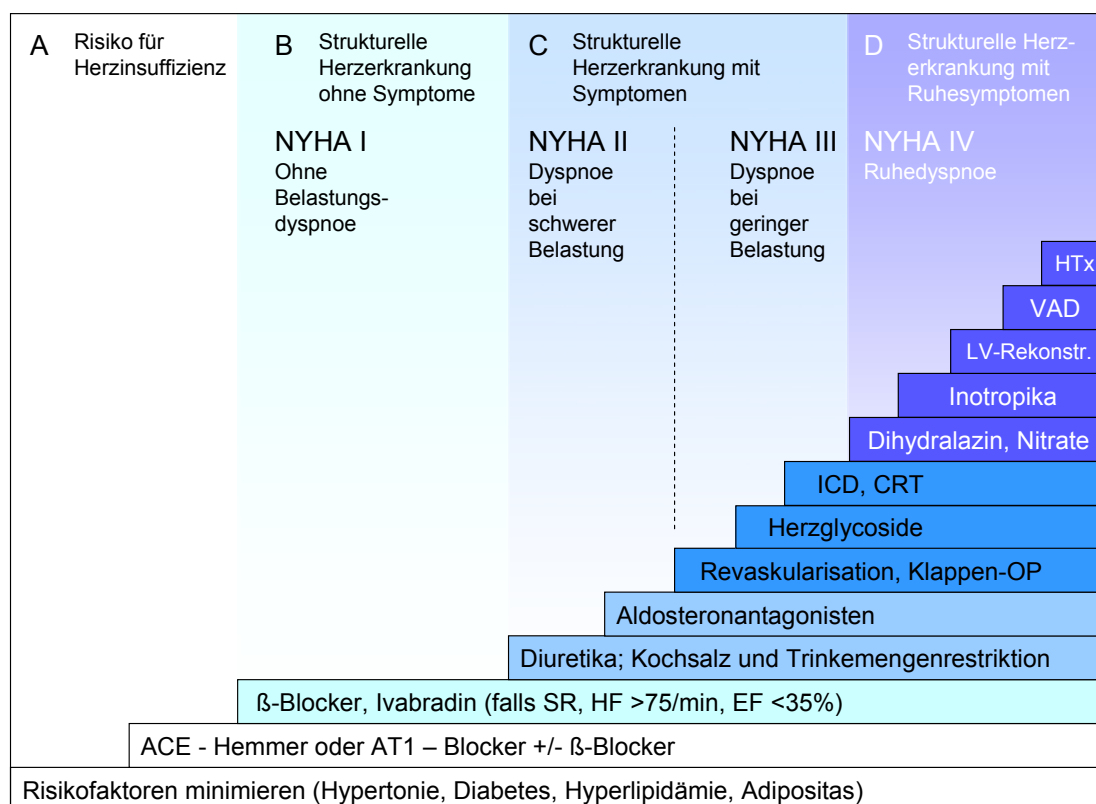 A
Risiko für
Herzinsuffizienz
B
Strukturelle
Herzerkrankung
ohne Symptome
NYHA I
Ohne
Belastungs-
dyspnoe
C
Strukturelle
Herzerkrankung mit
Symptomen
NYHA II
Dyspnoe
bei
schwerer
Belastung
NYHA III
Dyspnoe
bei
geringer
Belastung
D
Strukturelle Herz-
erkrankung mit
Ruhesymptomen
NYHA IV
Ruhedyspnoe
HTx
VAD
LV-Rekonstr.
Inotropika
Dihydralazin, Nitrate
ICD, CRT
Herzglycoside
Revaskularisation, Klappen-OP
Aldosteronantagonisten
Diuretika; Kochsalz und Trinkemengenrestriktion
ß-Blocker, Ivabradin (falls SR, HF >75/min, EF <35%)
ACE - Hemmer oder AT1 – Blocker +/- ß-Blocker
Risikofaktoren minimieren (Hypertonie, Diabetes, Hyperlipidämie, Adipositas)